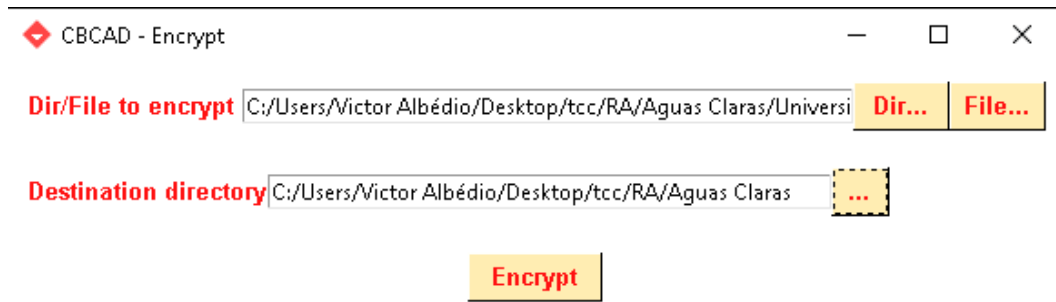 CBCAD - Encrypt
Dir/File to encrypt C:/Users/Victor Albédio/Desktop/tcc/RA/Aguas Claras/Universi Dir... File...
Destination directory C:/Users/Victor Albédio/Desktop/tcc/RA/Aguas Claras ...
Encrypt